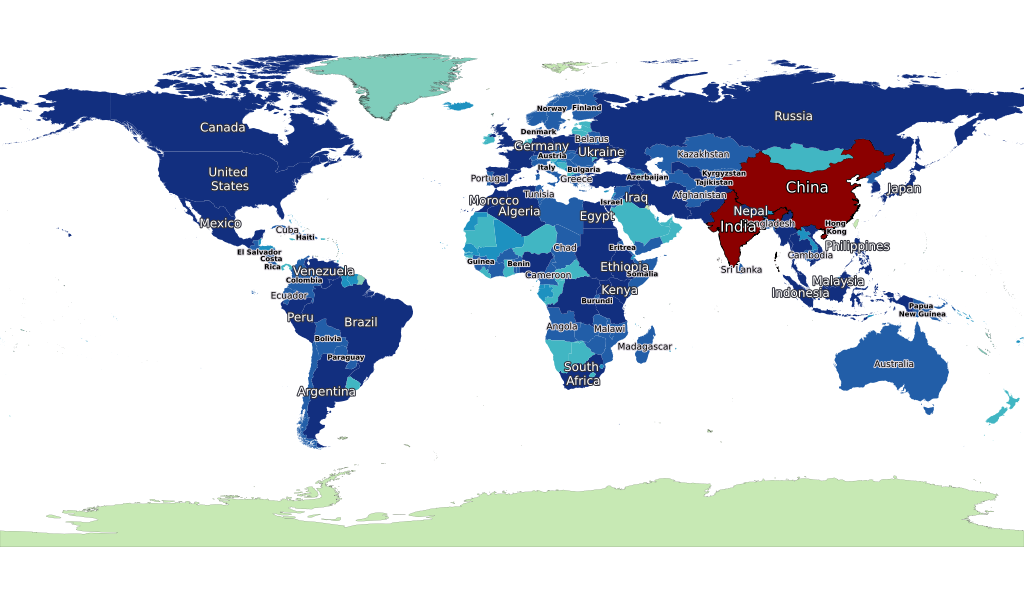 Russia
Canada
Norway
Finland
Denmark
Belarus
Germany
Ukraine
Austria
Italy
Bulgaria
Kazakhstan
Kyrgyzstan
Tajikistan
United
States
Portugal
Greece
Azerbaijan
Afghanistan
China
Japan
Tunisia
Morocco
Algeria
Israel
Iraq
Egypt
Nepal
India
Bangladesh
Hong
Kong
Philippines
Mexico
Cuba
Haiti
El Salvador
Costa
Rica
Venezuela
Colombia
Guinea
Benin
Chad
Cameroon
Eritrea
Ethiopia
Somalia
Sri Lanka
Cambodia
Malaysia
Indonesia
Ecuador
Kenya
Burundi
Papua
New Guinea
Peru
Brazil
Bolivia
Paraguay
Angola
Malawi
Madagascar
Australia
South
Africa
Argentina